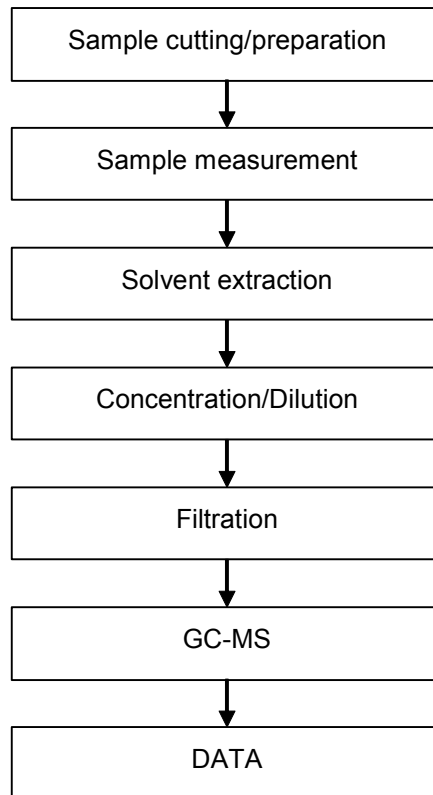 Sample cutting/preparation
Sample measurement
Solvent extraction
Concentration/Dilution
Filtration
GC-MS
DATA